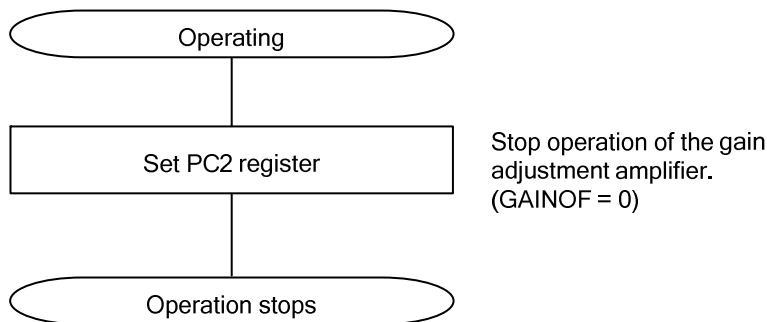 Operating
Set PC2 register
Stop operation of the gain
adjustment amplifier.
(GAINOF = 0)
Operation stops